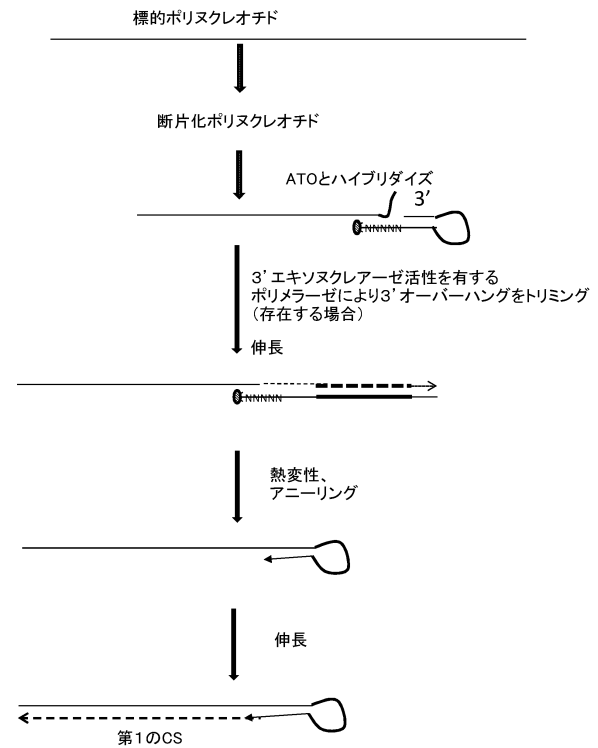 標的ポリヌクレオチド
断片化ポリヌクレオチド
ATOとハイブリダイズ
3’
NNNNN
3’エキソヌクレアーゼ活性を有する
ポリメラーゼにより3’オーバーハングをトリミング
(存在する場合)
伸長
NNNNN
熱変性、
アニーリング
伸長
第1のCS